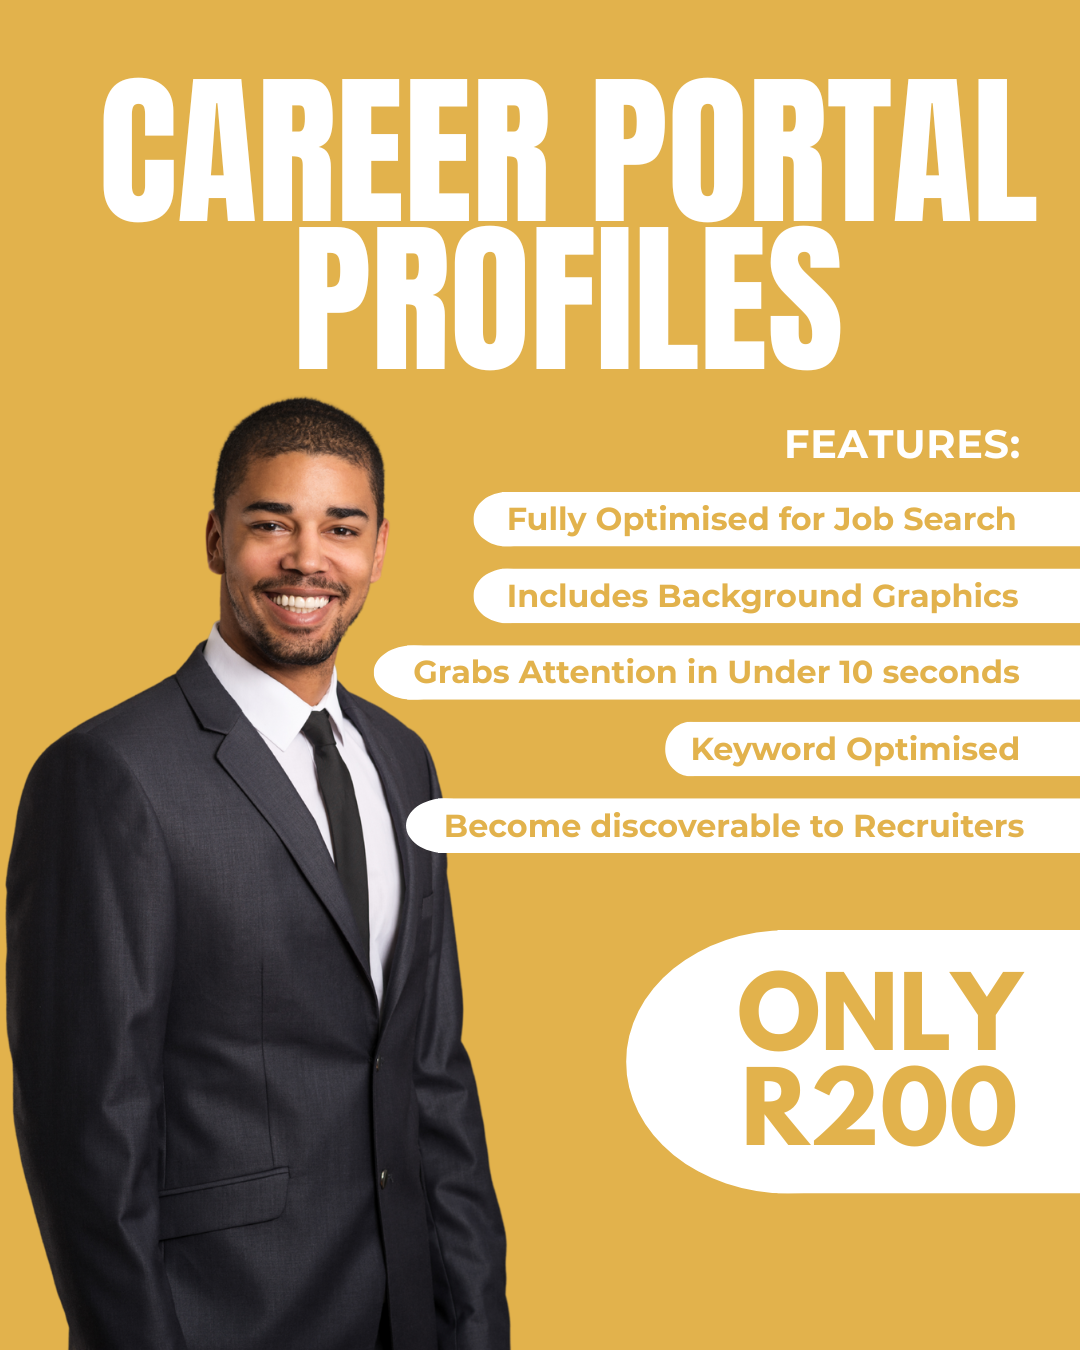 CAREER PORTAL
PROFILES
FEATURES:
Fully Optimised for Job Search
Includes Background Graphics
Grabs Attention in Under 10 seconds
Keyword Optimised
Become discoverable to Recruiters
ONLY
R200